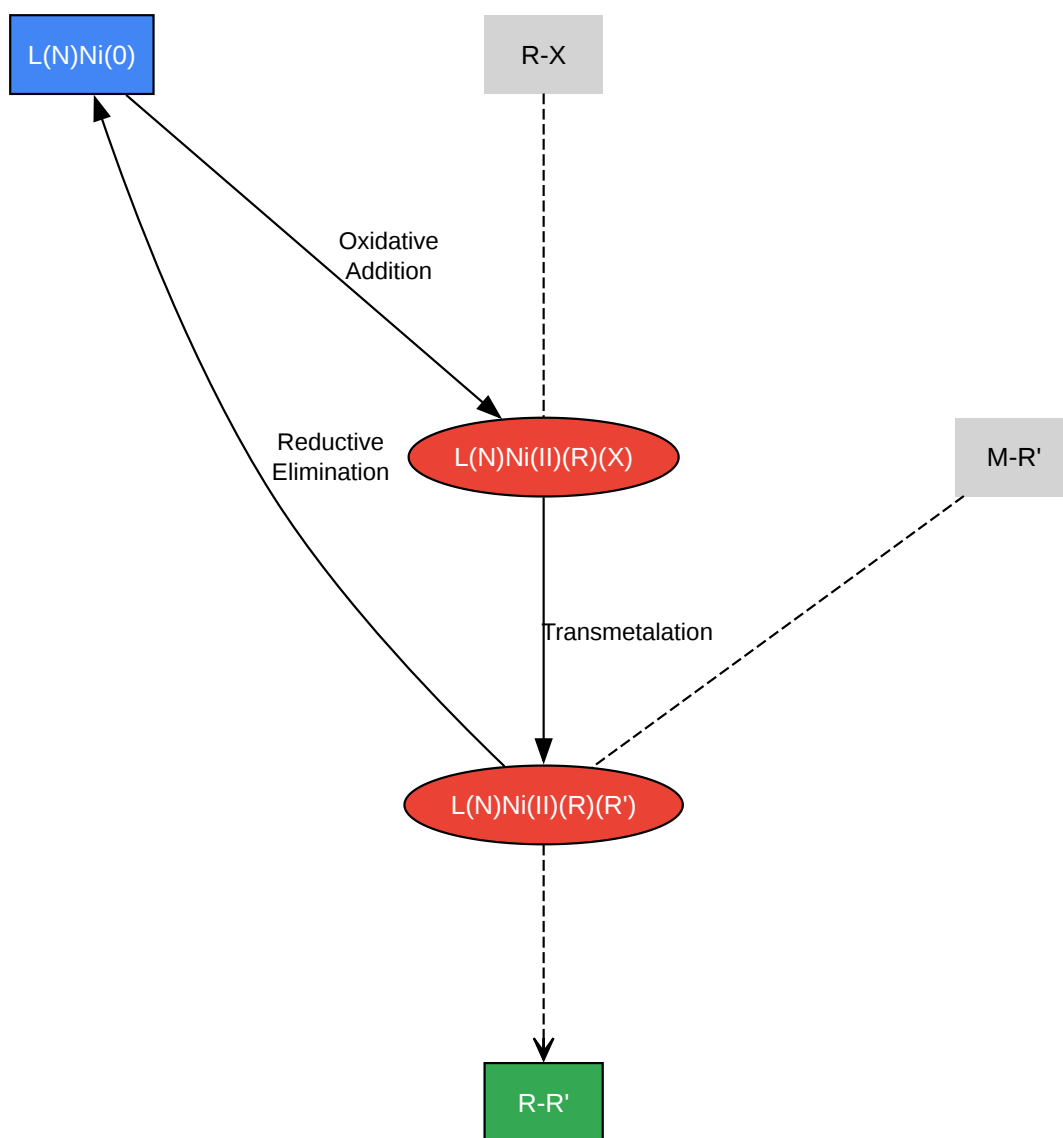 L(N)Ni(0)
R-X
Oxidative
Addition
Reductive
Elimination
L(N)Ni(II)(R)(X)
M-R'
Transmetalation
L(N)Ni(II)(R)(R')
R-R'